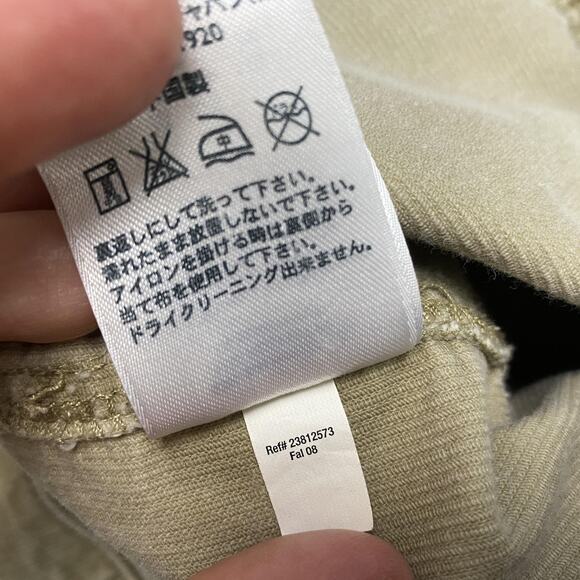 ャパン
920
国製
裏返しにして洗って下さい。
濡れたまま放置しないで下さい。
アイロンを掛ける時は裏側から
当て布を使用して下さい。
ドライクリーニング出来ません。
Ref# 23812573
Fal 08